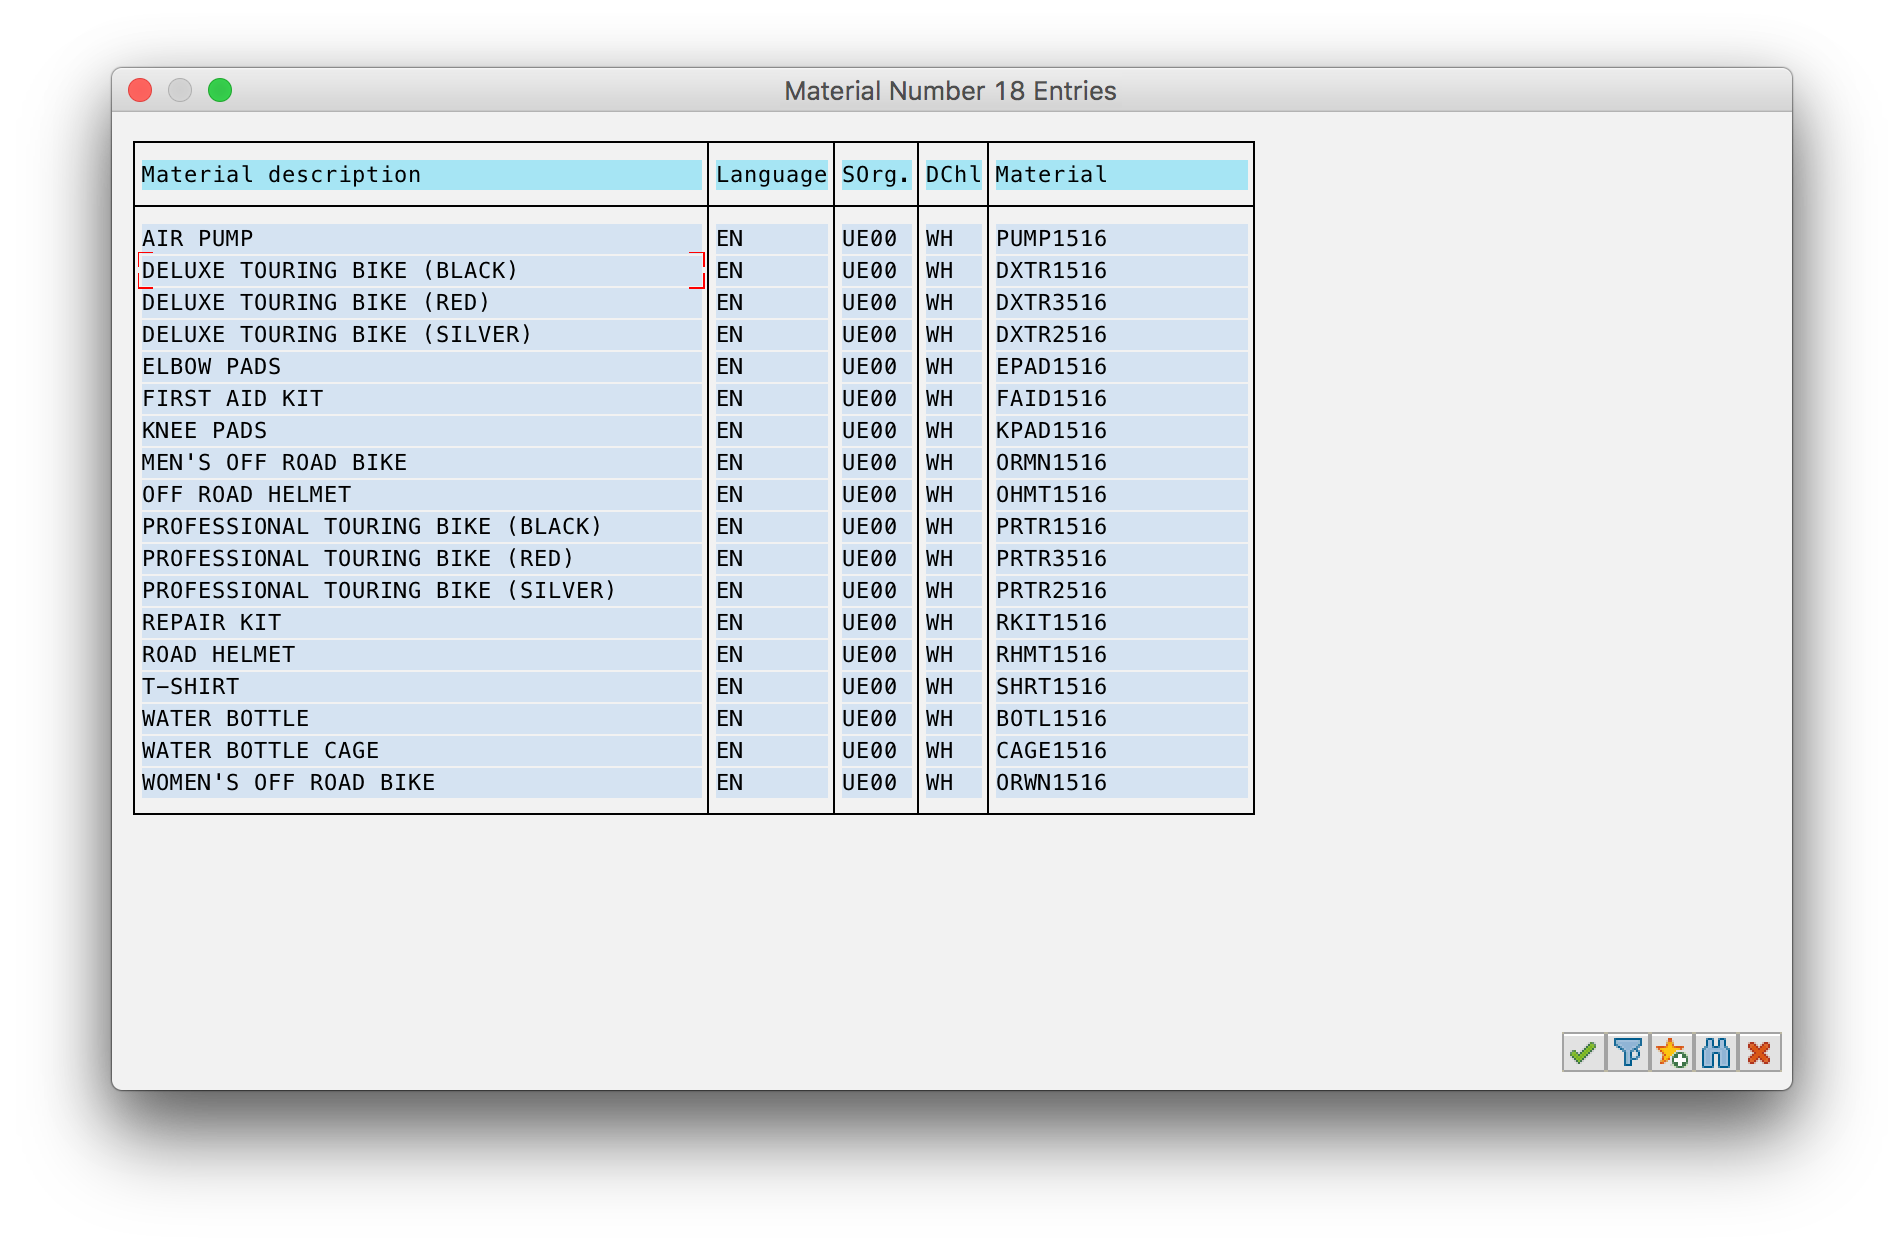 Material Number 18 Entries
Material description Language SOrg. DChl Material
AIR PUMP EN UE00 WH PUMP1516
DELUXE TOURING BIKE (BLACK) EN UE00 WH DXTR1516
DELUXE TOURING BIKE (RED) EN UE00 WH DXTR3516
DELUXE TOURING BIKE (SILVER) EN UE00 WH DXTR2516
ELBOW PADS EN UE00 WH EPAD1516
FIRST AID KIT EN UE00 WH FAID1516
KNEE PADS EN UE00 WH KPAD1516
MEN'S OFF ROAD BIKE EN UE00 WH ORMN1516
OFF ROAD HELMET EN UE00 WH OHMT1516
PROFESSIONAL TOURING BIKE (BLACK) EN UE00 WH PRTR1516
PROFESSIONAL TOURING BIKE (RED) EN UE00 WH PRTR3516
PROFESSIONAL TOURING BIKE (SILVER) EN UE00 WH PRTR2516
REPAIR KIT EN UE00 WH RKIT1516
ROAD HELMET EN UE00 WH RHMT1516
T-SHIRT EN UE00 WH SHRT1516
WATER BOTTLE EN UE00 WH BOTL1516
WATER BOTTLE CAGE EN UE00 WH CAGE1516
WOMEN'S OFF ROAD BIKE EN UE00 WH ORWN1516